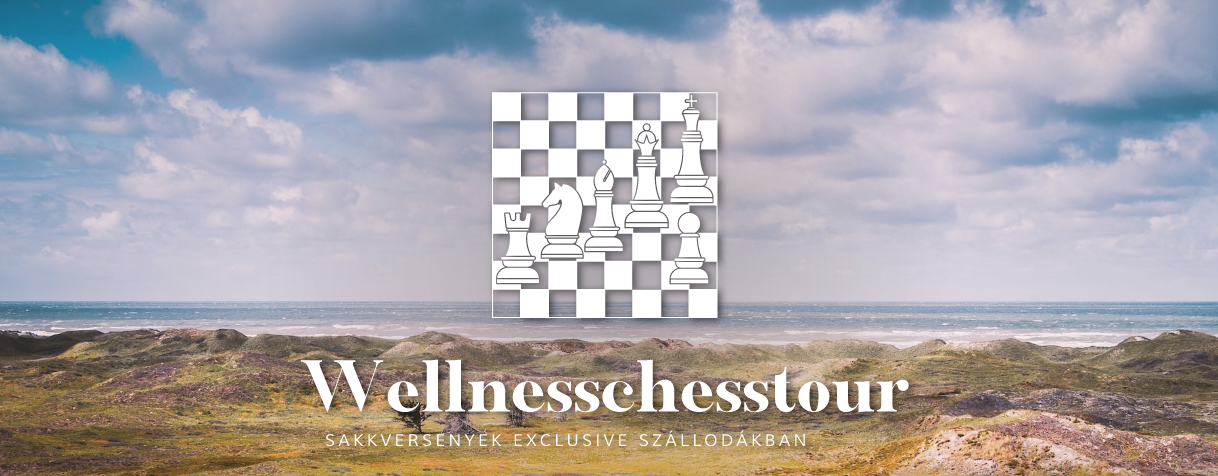 Wellnesschesstour
SAKKVERSENYEK EXCLUSIVE SZÁLLODÁKBAN